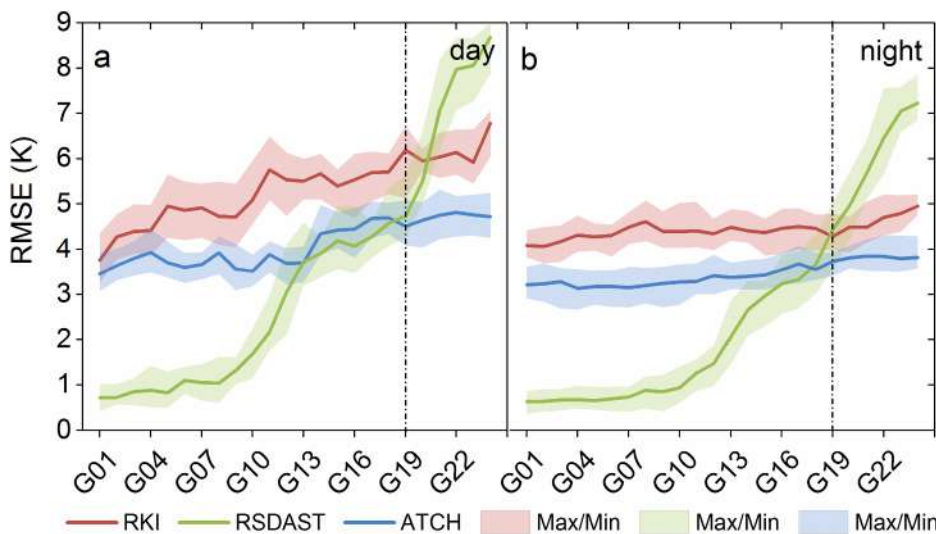 a
day
b
night
RMSE (K)
9
8
7
6
5
4
3
2
1
0
G01 G04 G07 G10 G13 G16 G19 G22
G01 G04 G07 G10 G13 G16 G19 G22
RKI RSDAST ATCH Max/Min Max/Min Max/Min